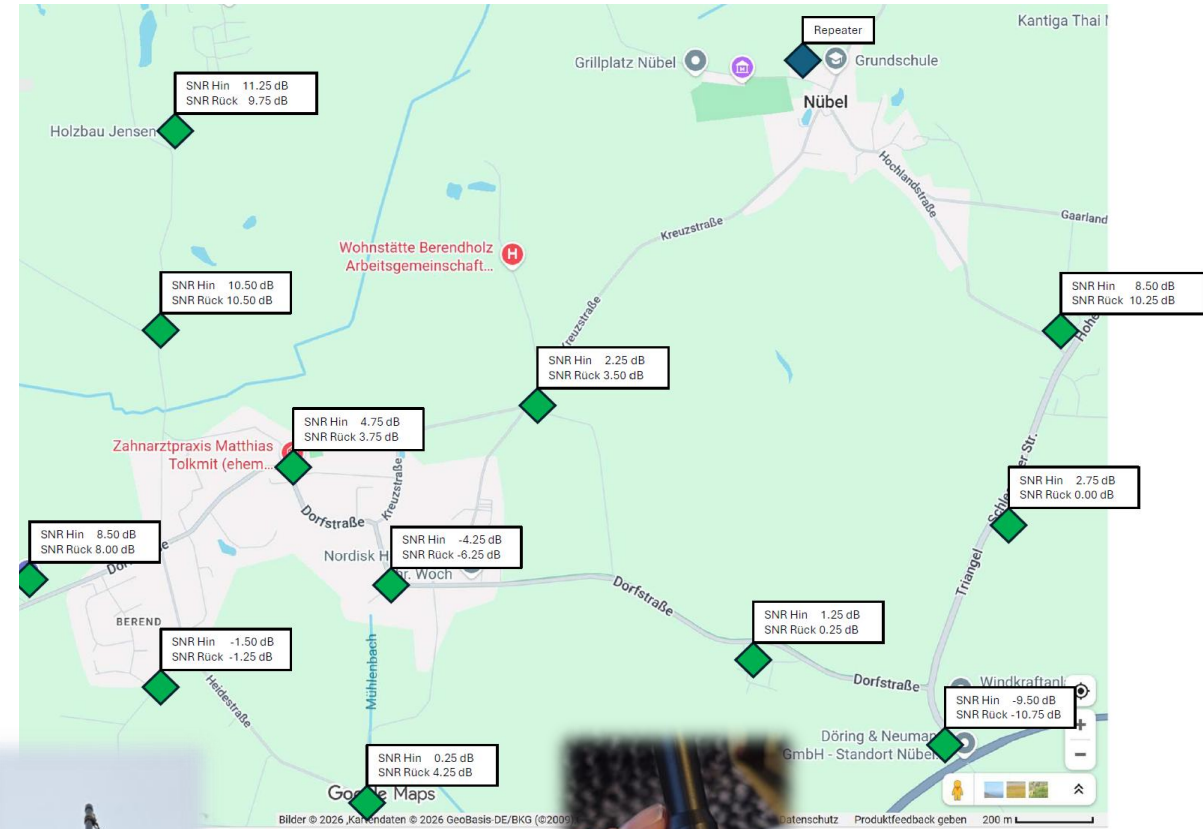 Kantiga Thai
Repeater
Grillplatz Nübel
Grundschule
Nübel
SNR Hin 11.25 dB
SNR Rück 9.75 dB
Holzbau Jensen
Hochlandstraße
Gaarland
Kreuzstraße
Wohnstätte Berendholz
Arbeitsgemeinschaft...
SNR Hin 10.50 dB
SNR Rück 10.50 dB
SNR Hin 8.50 dB
SNR Rück 10.25 dB
Hohe
Kreuzstraße
SNR Hin 2.25 dB
SNR Rück 3.50 dB
SNR Hin 4.75 dB
SNR Rück 3.75 dB
Zahnarztpraxis Matthias
Tolkmit (ehem...
Kreuzstraße
Dorfstraße
er Str.
SNR Hin 2.75 dB
SNR Rück 0.00 dB
SNR Hin 8.50 dB
SNR Rück 8.00 dB
SNR Hin -4.25 dB
SNR Rück -6.25 dB
Nordisk H
hr. Woch
Triangel
Dorfstraße
BEREND
SNR Hin -1.50 dB
SNR Rück -1.25 dB
SNR Hin 1.25 dB
SNR Rück 0.25 dB
Mühlenbach
Heidestraße
Dorfstraße
Windkraftanl
SNR Hin -9.50 dB
SNR Rück -10.75 dB
Döring & Neuman
GmbH - Standort Nübel
SNR Hin 0.25 dB
SNR Rück 4.25 dB
Google Maps
Bilder © 2026 ,Kartendaten © 2026 GeoBasis-DE/BKG (©2009)
Datenschutz Produktfeedback geben 200 m